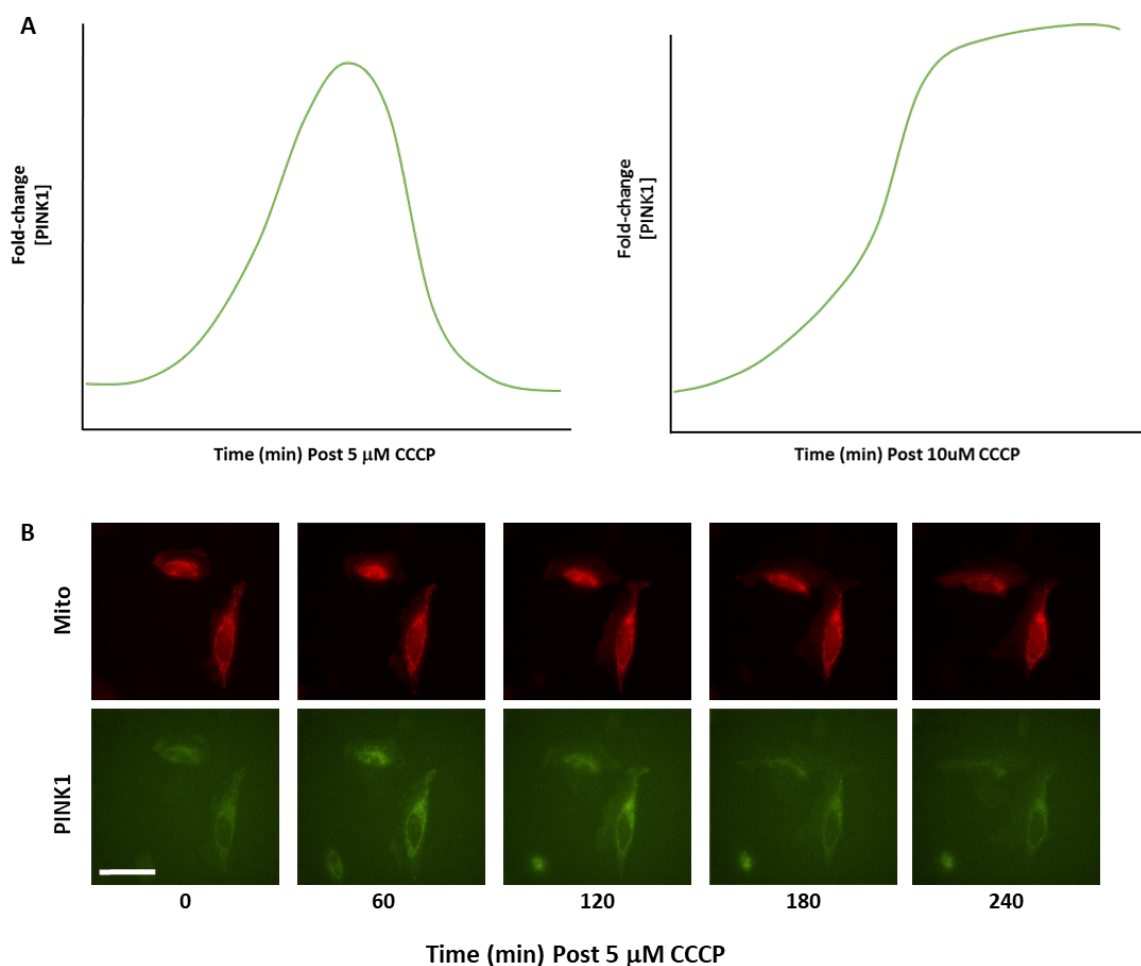 A
Fold-change
[PINK1]
Time (min) Post 5 μM CCCP
Fold-change
[PINK1]
Time (min) Post 10uM CCCP
B
Mito
PINK1
0 60 120 180 240
Time (min) Post 5 μM CCCP